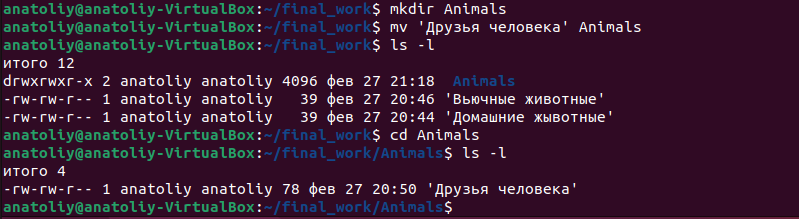 anatoliy@anatoliy-VirtualBox:~/final_work$ mkdir Animals
anatoliy@anatoliy-VirtualBox:~/final_work$ mv 'Друзья человека' Animals
anatoliy@anatoliy-VirtualBox:~/final_work$ ls -l
итого 12
drwxrwxr-x 2 anatoliy anatoliy 4096 фев 27 21:18  Animals
-rw-rw-r-- 1 anatoliy anatoliy   39 фев 27 20:46 'Вьючные животные'
-rw-rw-r-- 1 anatoliy anatoliy   39 фев 27 20:44 'Домашние жывотные'
anatoliy@anatoliy-VirtualBox:~/final_work$ cd Animals
anatoliy@anatoliy-VirtualBox:~/final_work/Animals$ ls -l
итого 4
-rw-rw-r-- 1 anatoliy anatoliy 78 фев 27 20:50 'Друзья человека'
anatoliy@anatoliy-VirtualBox:~/final_work/Animals$